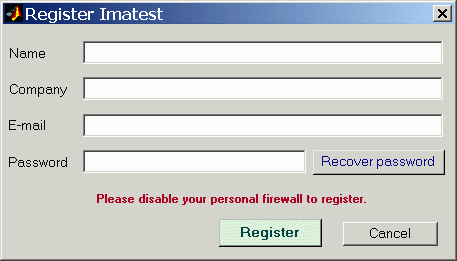 Register Imatest
Name
Company
E-mail
Password Recover password
Please disable your personal firewall to register.
Register Cancel